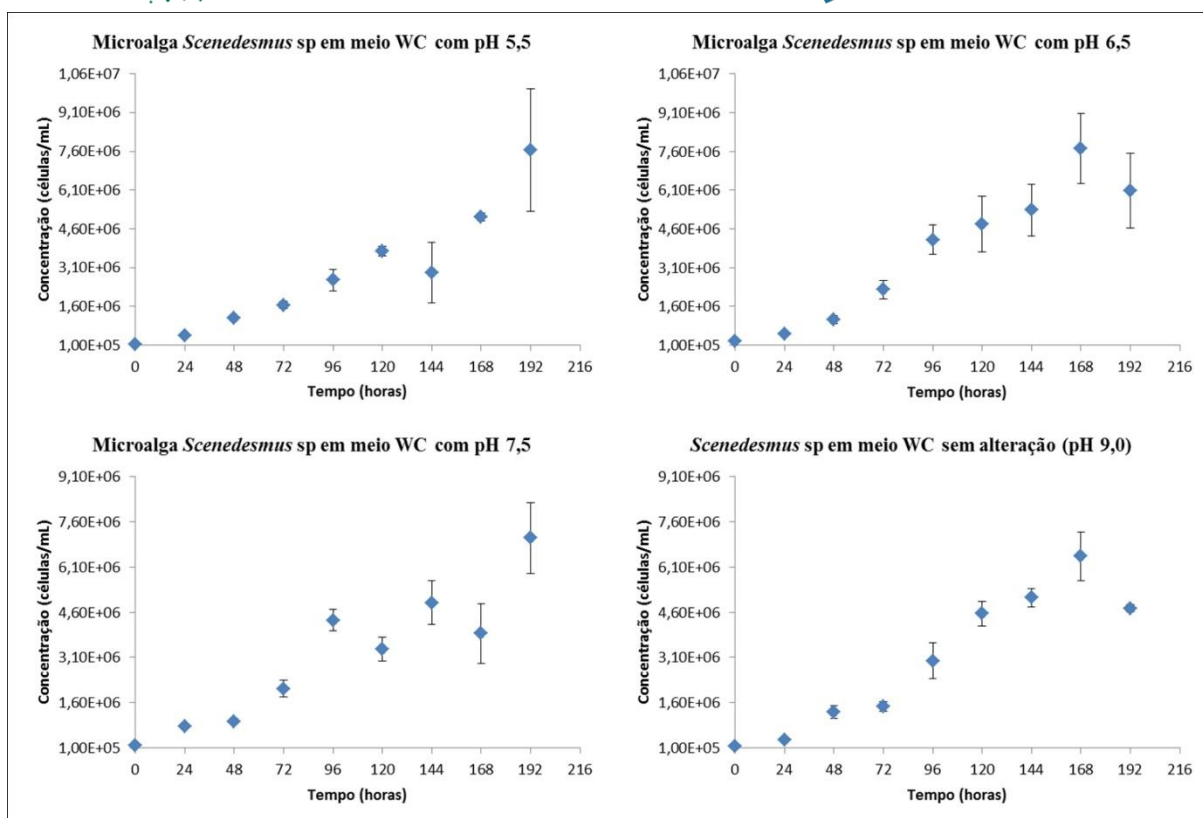 Microalga Scenedesmus sp em meio WC com pH 5,5
Concentração (células/mL)
1,06E+07
9,10E+06
7,60E+06
6,10E+06
4,60E+06
3,10E+06
1,60E+06
1,00E+05
0 24 48 72 96 120 144 168 192 216
Tempo (horas)
Microalga Scenedesmus sp em meio WC com pH 6,5
Concentração (células/mL)
1,06E+07
9,10E+06
7,60E+06
6,10E+06
4,60E+06
3,10E+06
1,60E+06
1,00E+05
0 24 48 72 96 120 144 168 192 216
Tempo (horas)
Microalga Scenedesmus sp em meio WC com pH 7,5
Concentração (células/mL)
9,10E+06
7,60E+06
6,10E+06
4,60E+06
3,10E+06
1,60E+06
1,00E+05
0 24 48 72 96 120 144 168 192 216
Tempo (horas)
Scenedesmus sp em meio WC sem alteração (pH 9,0)
Concentração (células/mL)
9,10E+06
7,60E+06
6,10E+06
4,60E+06
3,10E+06
1,60E+06
1,00E+05
0 24 48 72 96 120 144 168 192 216
Tempo (horas)